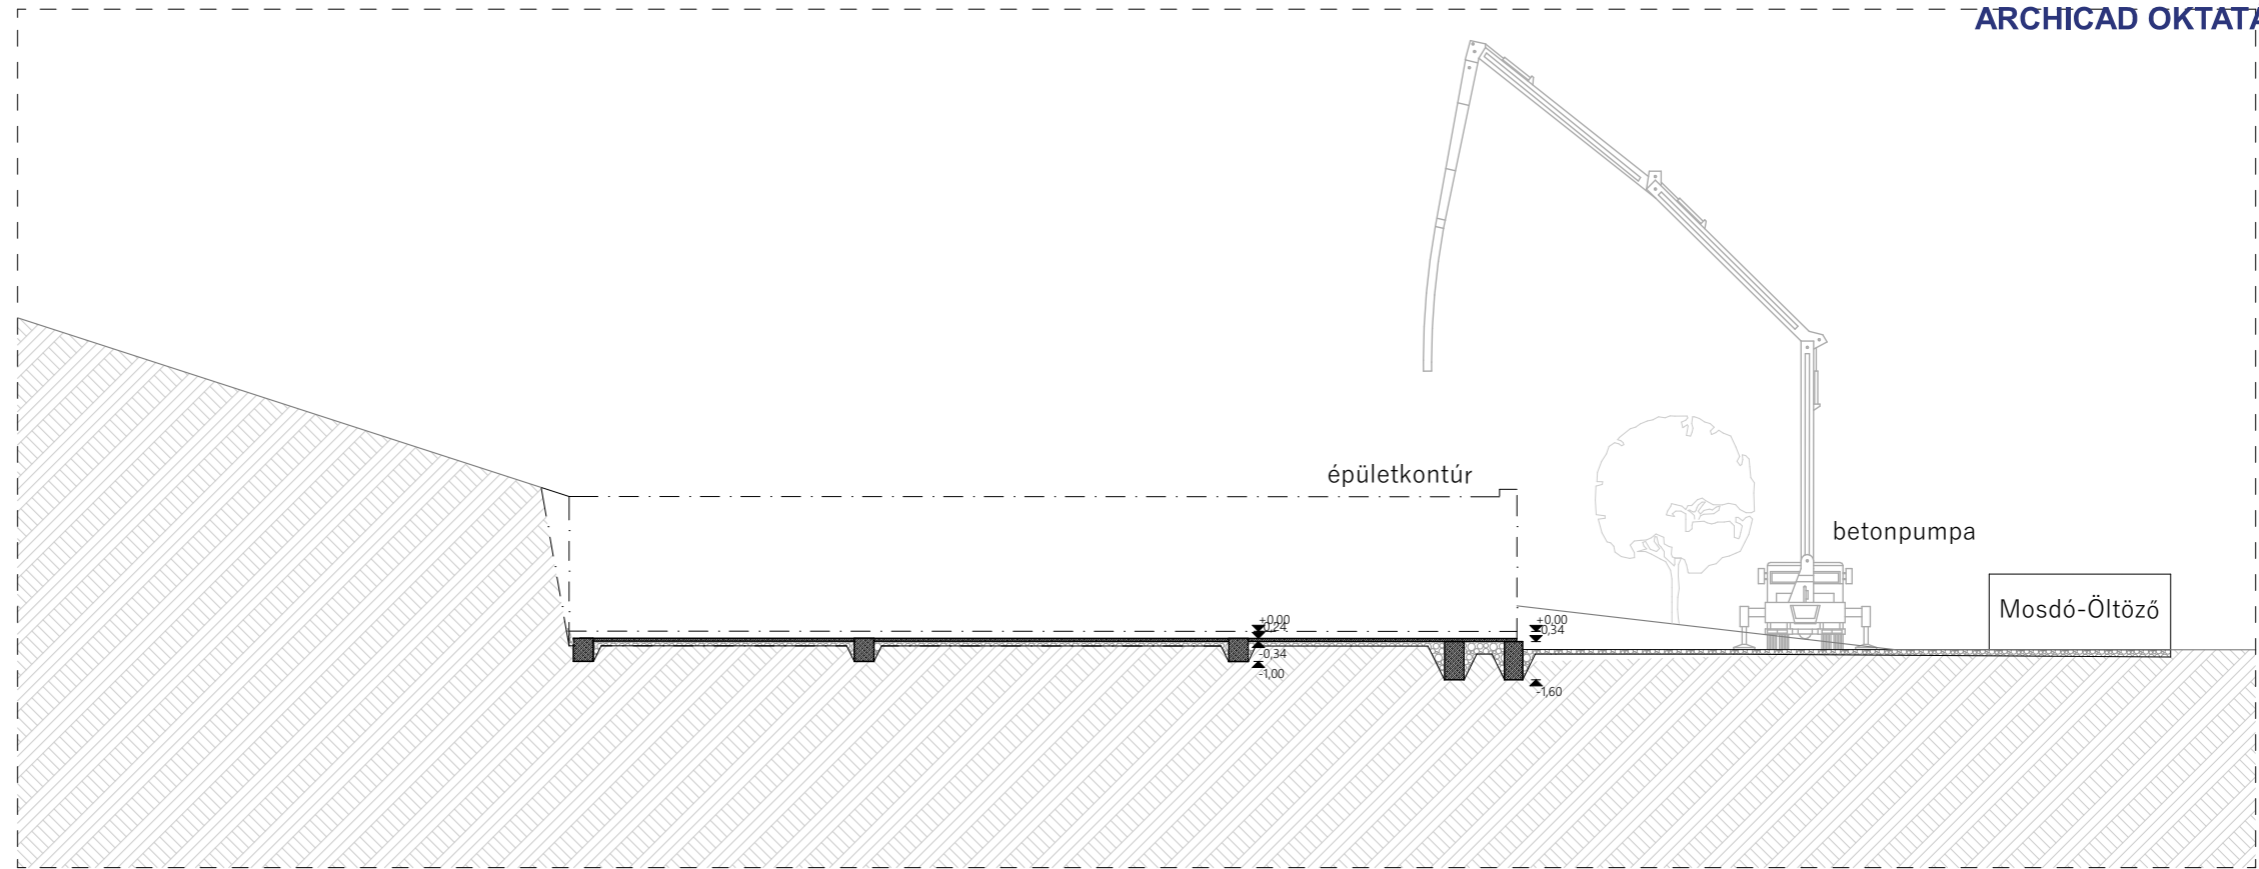 ARCHICAD OKTATÁ
épületkontúr
betonpumpa
Mosdó-Öltöző
+0,00
-0,24
-0,34
-1,00
+0,00
-0,34
-1,60